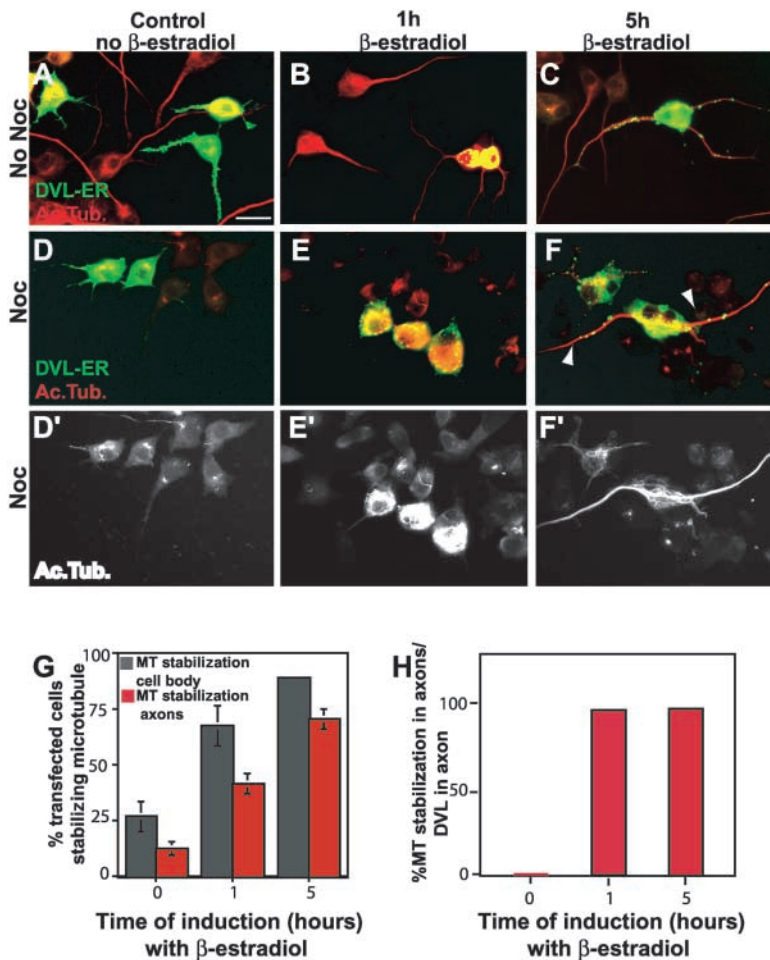 Control
no β-estradiol
1h
β-estradiol
5h
β-estradiol
No Noc
A
DVL-ER
Ac.Tub.
B
C
Noc
D
DVL-ER
Ac.Tub.
E
F
Noc
D'
Ac.Tub.
E'
F'
G
% transfected cells
stabilizing microtubule
100
75
50
25
0
MT stabilization
cell body
MT stabilization
axons
0
1
5
Time of induction (hours)
with β-estradiol
H
%MT stabilization in axons/
DVL in axon
100
50
0
0
1
5
Time of induction (hours)
with β-estradiol